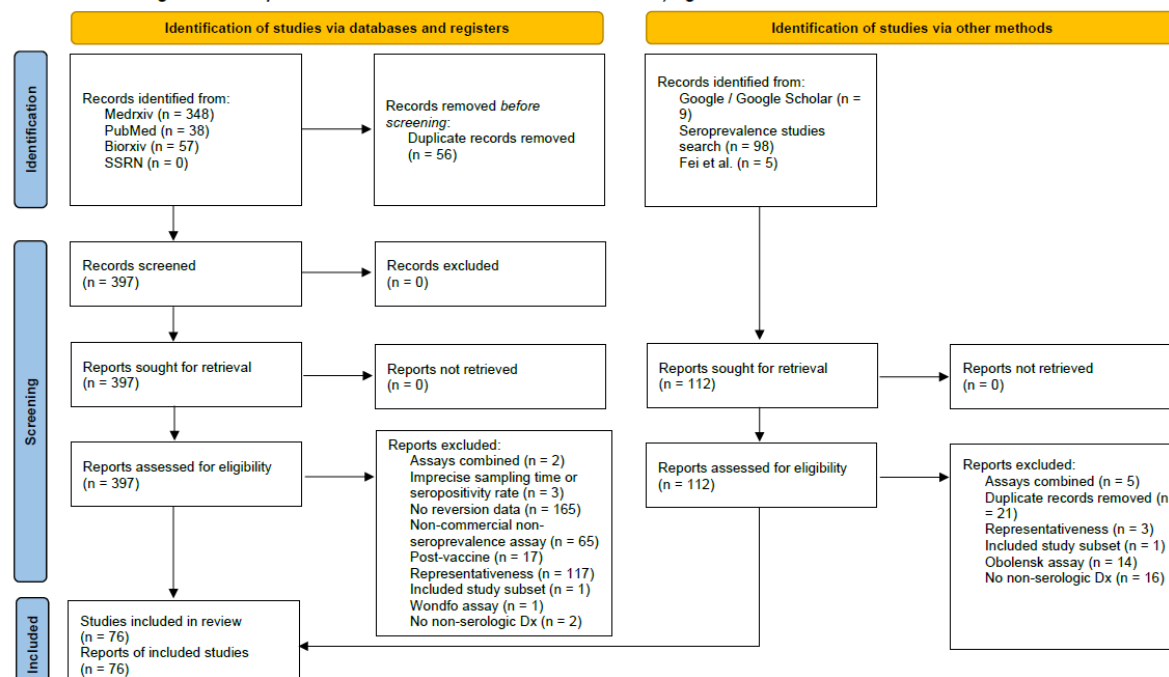 Identification of studies via databases and registers
Identification of studies via other methods
Identification
Records identified from:
Medrxiv (n = 348)
PubMed (n = 38)
Biorxiv (n = 57)
SSRN (n = 0)
Records removed before
screening:
Duplicate records removed
(n = 56)
Records identified from:
Google / Google Scholar (n =
9)
Seroprevalence studies
search (n = 98)
Fei et al. (n = 5)
Screening
Records screened
(n = 397)
Records excluded
(n = 0)
Reports sought for retrieval
(n = 397)
Reports not retrieved
(n = 0)
Reports sought for retrieval
(n = 112)
Reports not retrieved
(n = 0)
Reports assessed for eligibility
(n = 397)
Reports excluded:
Assays combined (n = 2)
Imprecise sampling time or
seropositivity rate (n = 3)
No reversion data (n = 165)
Non-commercial non-
seroprevalence assay (n = 65)
Post-vaccine (n = 17)
Representativeness (n = 117)
Included study subset (n = 1)
Wondfo assay (n = 1)
No non-serologic Dx (n = 2)
Reports assessed for eligibility
(n = 112)
Reports excluded:
Assays combined (n = 5)
Duplicate records removed (n
= 21)
Representativeness (n = 3)
Included study subset (n = 1)
Obolensk assay (n = 14)
No non-serologic Dx (n = 16)
Included
Studies included in review
(n = 76)
Reports of included studies
(n = 76)